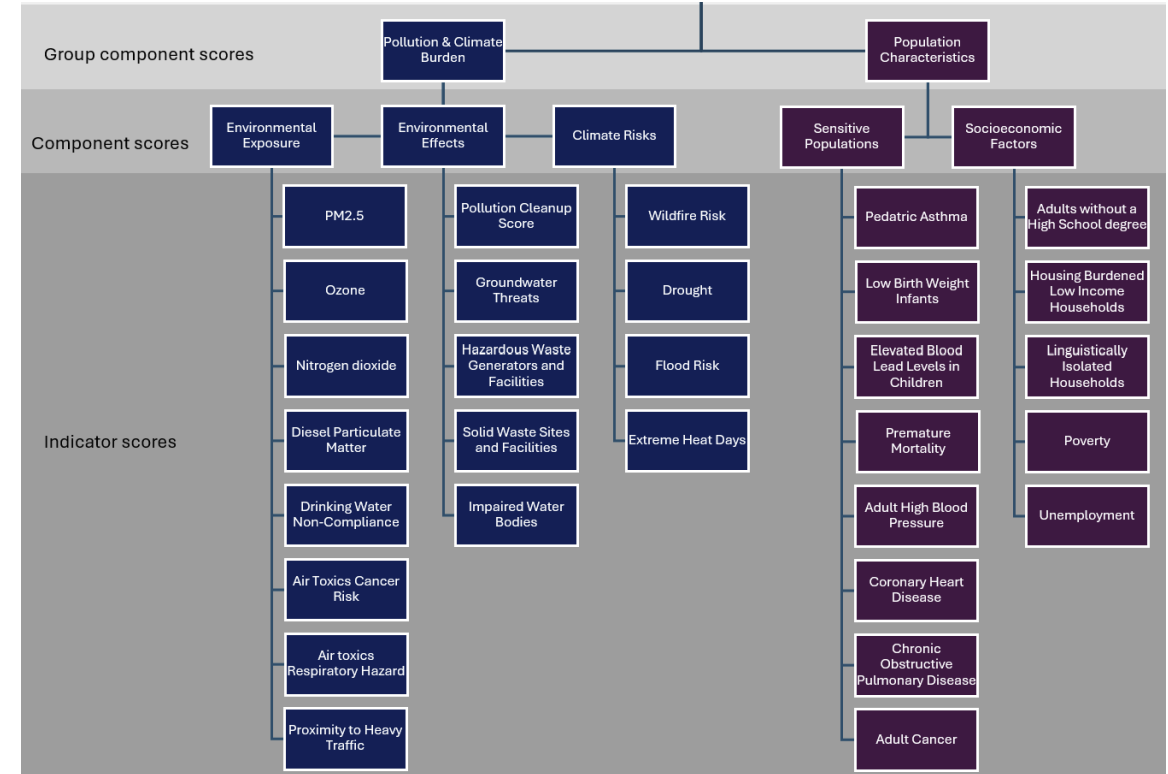 Group component scores
Pollution & Climate
Burden
Population
Characteristics
Component scores
Environmental
Exposure
Environmental
Effects
Climate Risks
Sensitive
Populations
Socioeconomic
Factors
Indicator scores
PM2.5
Ozone
Nitrogen dioxide
Diesel Particulate
Matter
Drinking Water
Non-Compliance
Air Toxics Cancer
Risk
Air toxics
Respiratory Hazard
Proximity to Heavy
Traffic
Pollution Cleanup
Score
Groundwater
Threats
Hazardous Waste
Generators and
Facilities
Solid Waste Sites
and Facilities
Impaired Water
Bodies
Wildfire Risk
Drought
Flood Risk
Extreme Heat Days
Pediatric Asthma
Low Birth Weight
Infants
Elevated Blood
Lead Levels in
Children
Premature
Mortality
Adult High Blood
Pressure
Coronary Heart
Disease
Chronic
Obstructive
Pulmonary Disease
Adult Cancer
Adults without a
High School degree
Housing Burdened
Low Income
Households
Linguistically
Isolated
Households
Poverty
Unemployment